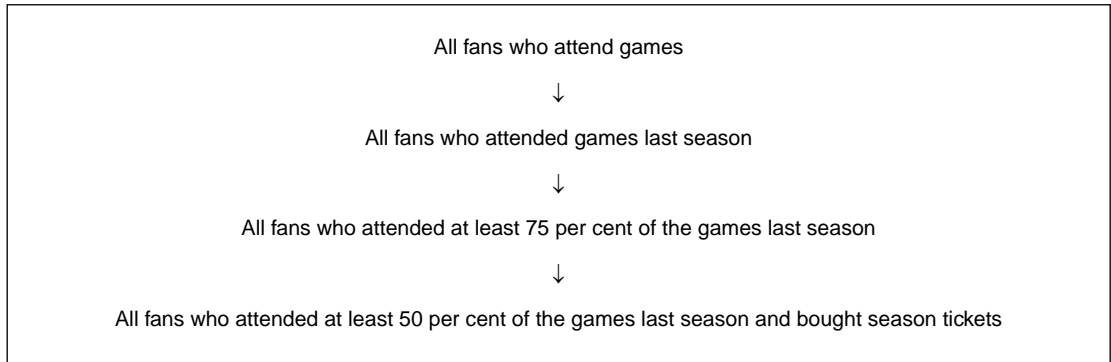 All fans who attend games
↓
All fans who attended games last season
↓
All fans who attended at least 75 per cent of the games last season
↓
All fans who attended at least 50 per cent of the games last season and bought season tickets